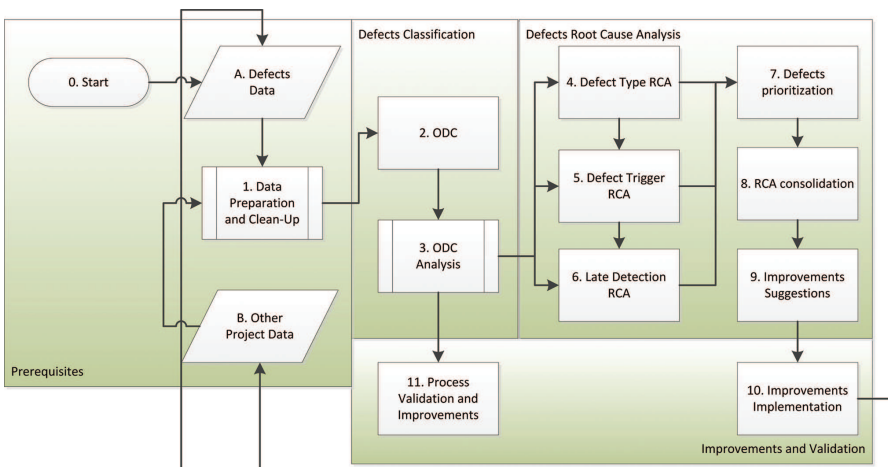 Defects Classification
Defects Root Cause Analysis
0. Start
A. Defects
Data
1. Data
Preparation
and Clean-Up
B. Other
Project Data
Prerequisites
2. ODC
3. ODC
Analysis
4. Defect Type RCA
5. Defect Trigger
RCA
6. Late Detection
RCA
7. Defects
prioritization
8. RCA consolidation
9. Improvements
Suggestions
11. Process
Validation and
Improvements
10. Improvements
Implementation
Improvements and Validation